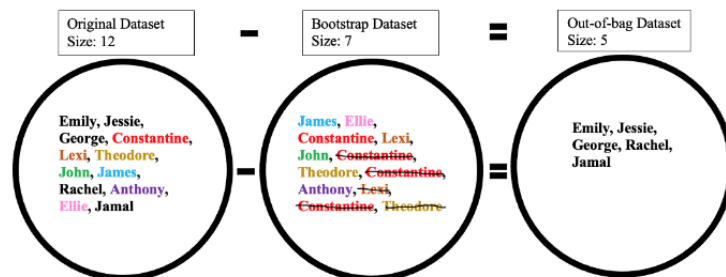 Original Dataset
Size: 12
-
Bootstrap Dataset
Size: 7
=
Out-of-bag Dataset
Size: 5
Emily, Jessie,
George, Constantine,
Lexi, Theodore,
John, James,
Rachel, Anthony,
Ellie, Jamal
-
James, Ellie,
Constantine, Lexi,
John, Constantine,
Theodore, Constantine,
Anthony, Lexi,
Constantine, Theodore
=
Emily, Jessie,
George, Rachel,
Jamal